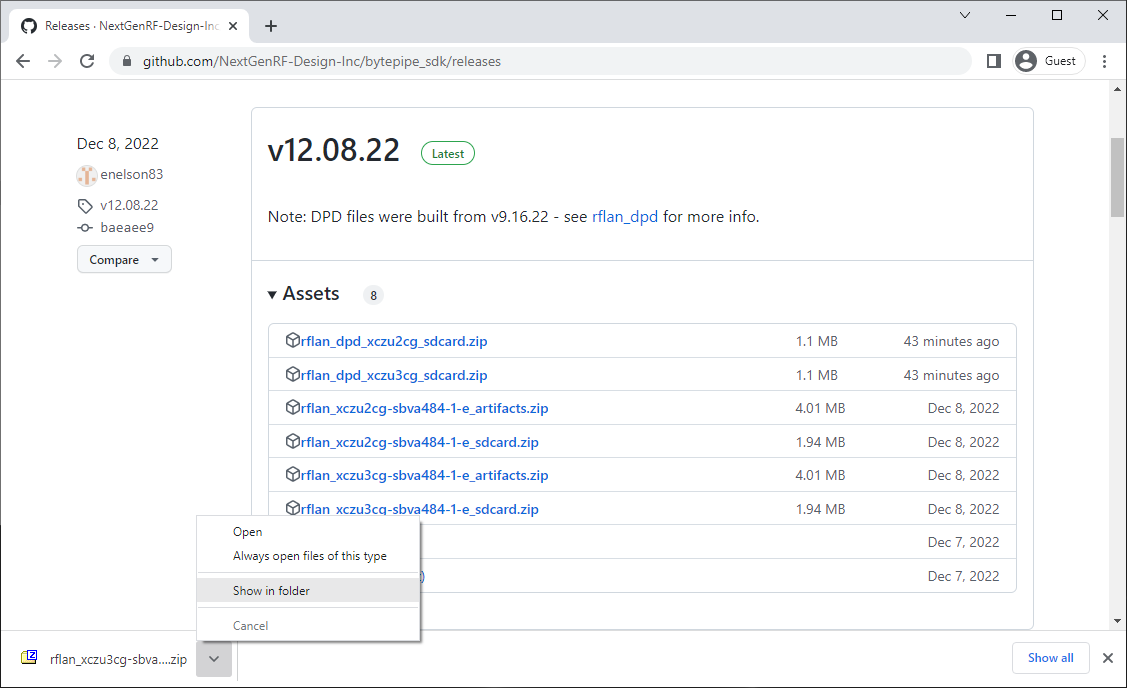 Releases · NextGenRF-Design-Inc
github.com/NextGenRF-Design-Inc/bytepipe_sdk/releases
Guest
Dec 8, 2022
enelson83
v12.08.22
baeaee9
Compare
v12.08.22 Latest
Note: DPD files were built from v9.16.22 - see rflan_dpd for more info.
Assets 8
rflan_dpd_xczu2cg_sdcard.zip 1.1 MB 43 minutes ago
rflan_dpd_xczu3cg_sdcard.zip 1.1 MB 43 minutes ago
rflan_xczu2cg-sbva484-1-e_artifacts.zip 4.01 MB Dec 8, 2022
rflan_xczu2cg-sbva484-1-e_sdcard.zip 1.94 MB Dec 8, 2022
rflan_xczu3cg-sbva484-1-e_artifacts.zip 4.01 MB Dec 8, 2022
rflan_xczu3cg-sbva484-1-e_sdcard.zip 1.94 MB Dec 8, 2022
Dec 7, 2022
Dec 7, 2022
Open
Always open files of this type
Show in folder
Cancel
rflan_xczu3cg-sbva....zip
Show all